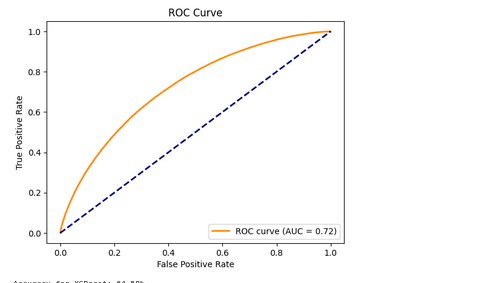 ROC Curve
1.0
0.8
0.6
0.4
0.2
0.0
True Positive Rate
ROC curve (AUC = 0.72)
0.0 0.2 0.4 0.6 0.8 1.0
False Positive Rate